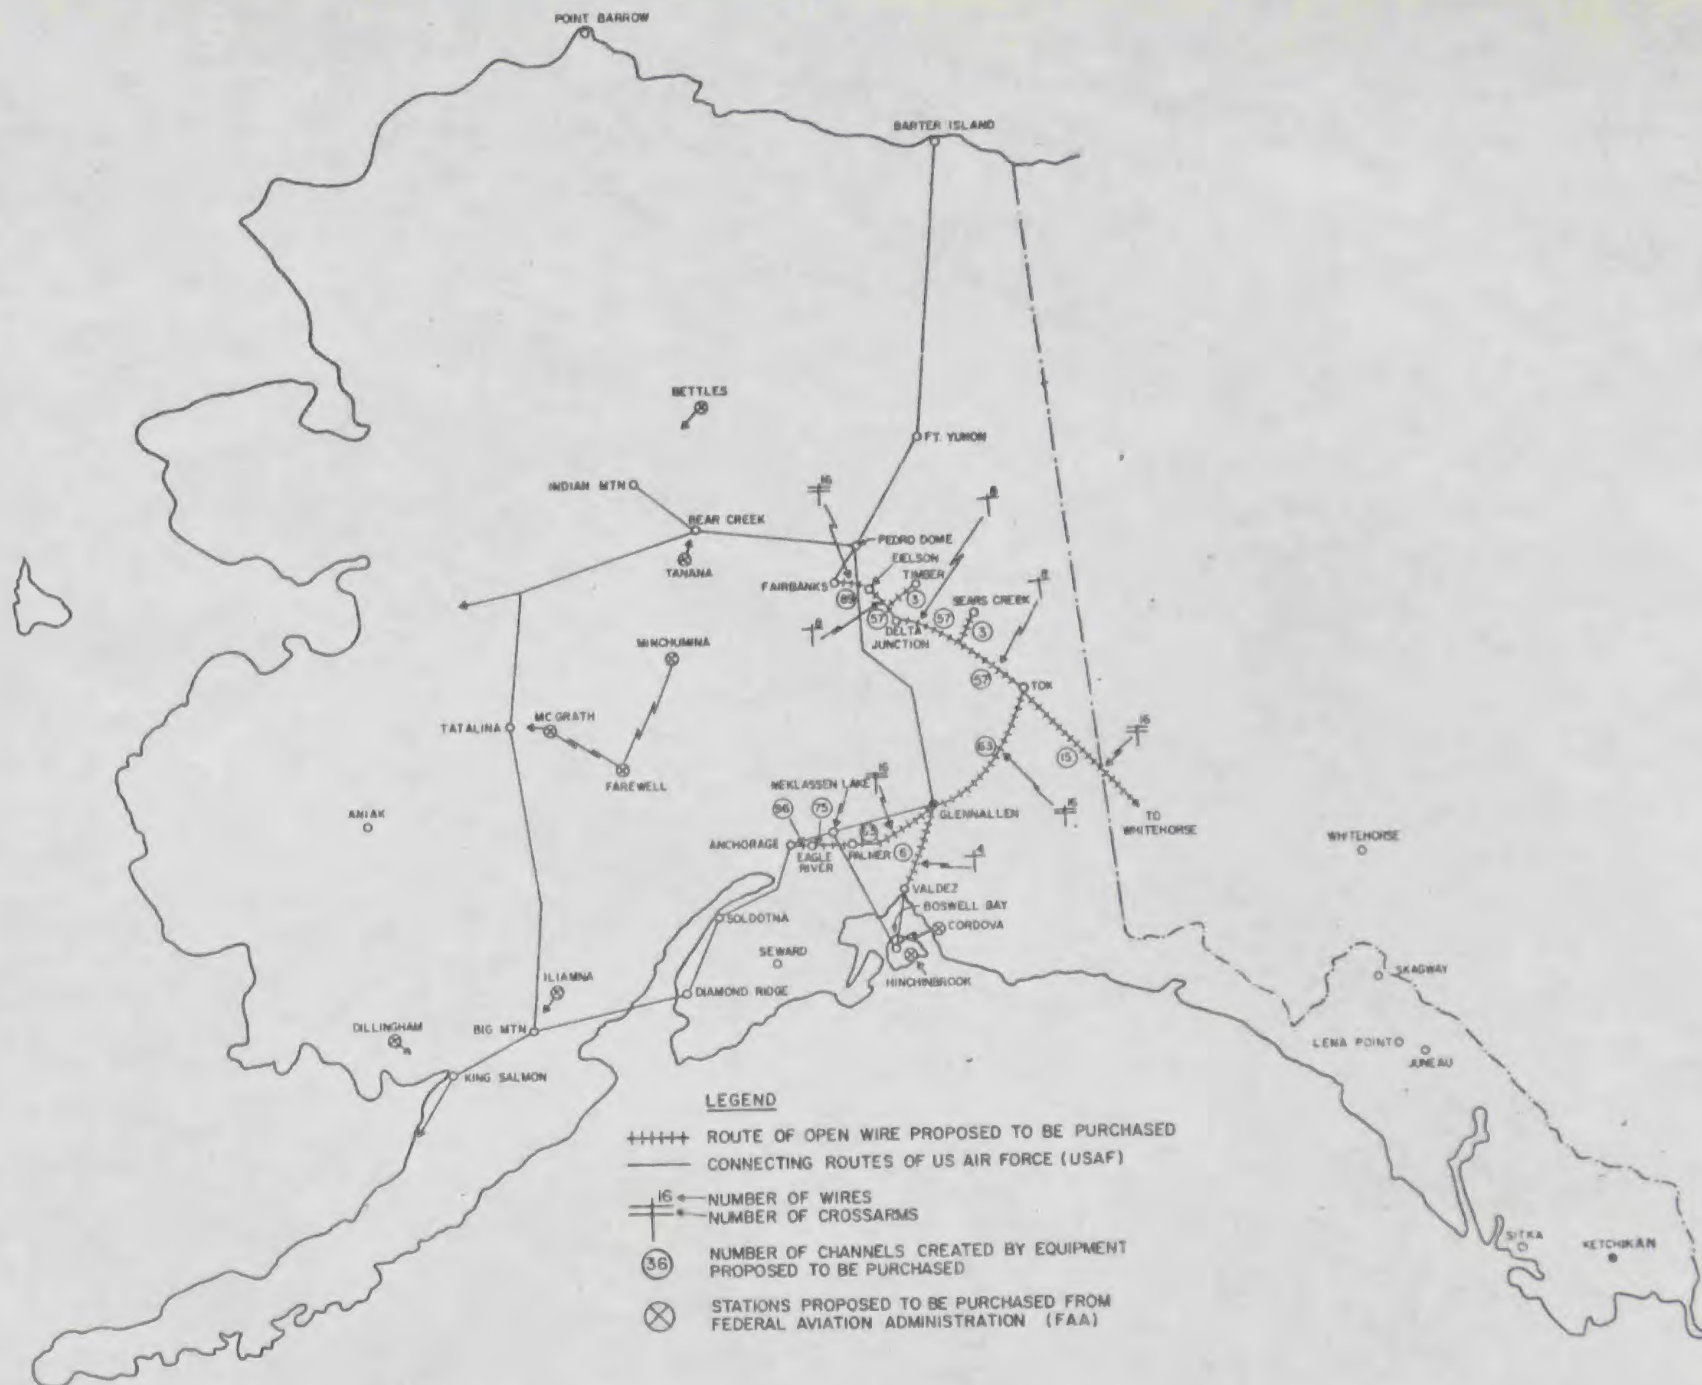 POINT BARROW
BARTER ISLAND
BETTLES
FT. YUKON
INDIAN MTN
16
8
BEAR CREEK
PEDRO DOME
EIELSON
TANANA
TIMBER
FAIRBANKS
3
8
SEARS CREEK
57
57
3
DELTA
JUNCTION
MINCHUMINA
57
TOK
MC GRATH
TATALINA
16
63
15
FAREWELL
NEKLASSEN LAKE
16
16
GLENNALLEN
TO
WHITEHORSE
ANIAK
75
ANCHORAGE
EAGLE
RIVER
PALMER
6
4
WHITEHORSE
VALDEZ
BOSWELL BAY
SOLDOTNA
CORDOVA
SEWARD
HINCHINBROOK
SKAGWAY
ILIAMNA
DIAMOND RIDGE
DILLINGHAM
BIG MTN
LENA POINT
JUNEAU
KING SALMON
LEGEND
ROUTE OF OPEN WIRE PROPOSED TO BE PURCHASED
CONNECTING ROUTES OF US AIR FORCE (USAF)
16 NUMBER OF WIRES
NUMBER OF CROSSARMS
36 NUMBER OF CHANNELS CREATED BY EQUIPMENT
PROPOSED TO BE PURCHASED
STATIONS PROPOSED TO BE PURCHASED FROM
FEDERAL AVIATION ADMINISTRATION (FAA)
SITKA
KETCHIKAN